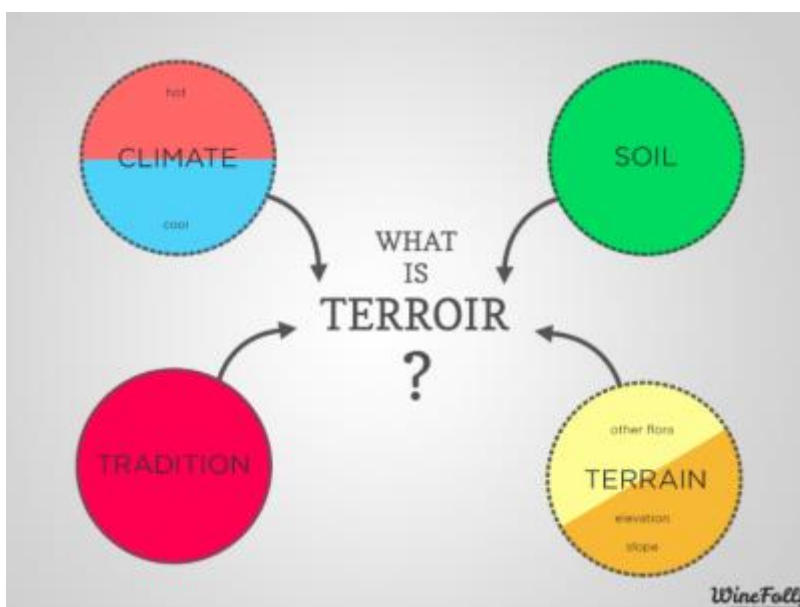 hot
CLIMATE
cool
SOIL
WHAT
IS
TERROIR
?
TRADITION
other flora
TERRAIN
elevation
slope
WineFoll